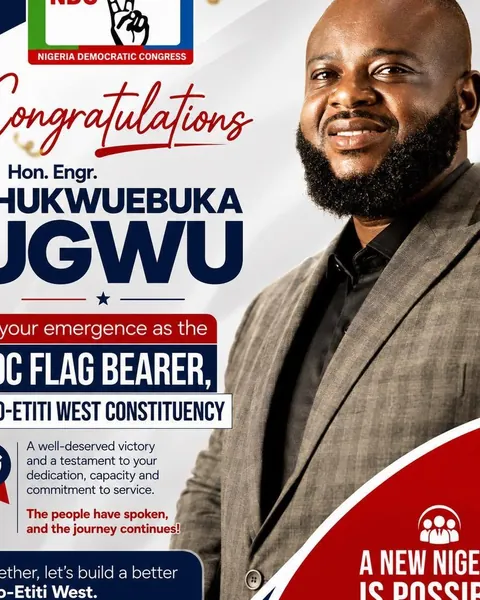 NDC
NIGERIA DEMOCRATIC CONGRESS
Congratulations
Hon. Engr.
HUKWUEBUKA
UGWU
your emergence as the
DC FLAG BEARER,
O-ETITI WEST CONSTITUENCY
A well-deserved victory
and a testament to your
dedication, capacity and
commitment to service.
The people have spoken,
and the journey continues!
ether, let's build a better
o-Etiti West.
A NEW NIGE
IS POSSIB